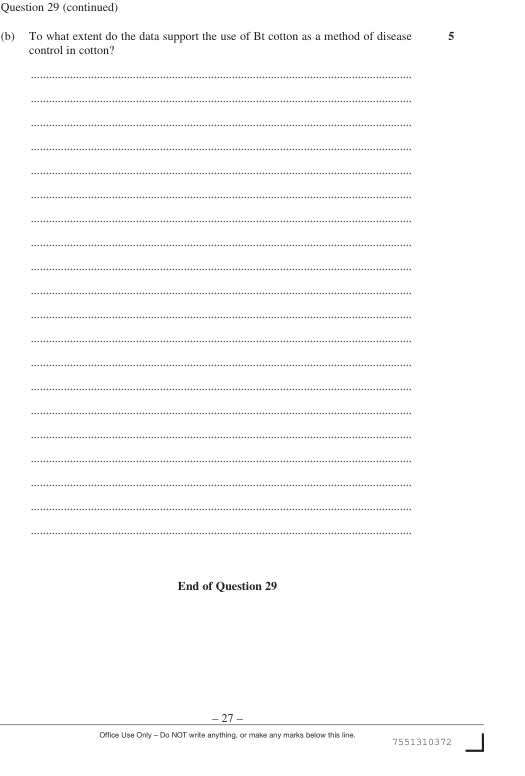 Question 29 (continued)
(b) To what extent do the data support the use of Bt cotton as a method of disease 5
control in cotton?
End of Question 29
– 27 –
Office Use Only – Do NOT write anything, or make any marks below this line.
7551310372